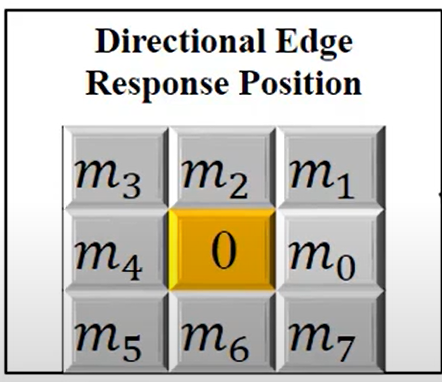 Directional Edge
Response Position
m₃ m₂ m₁
m₄ 0 m₀
m₅ m₆ m₇